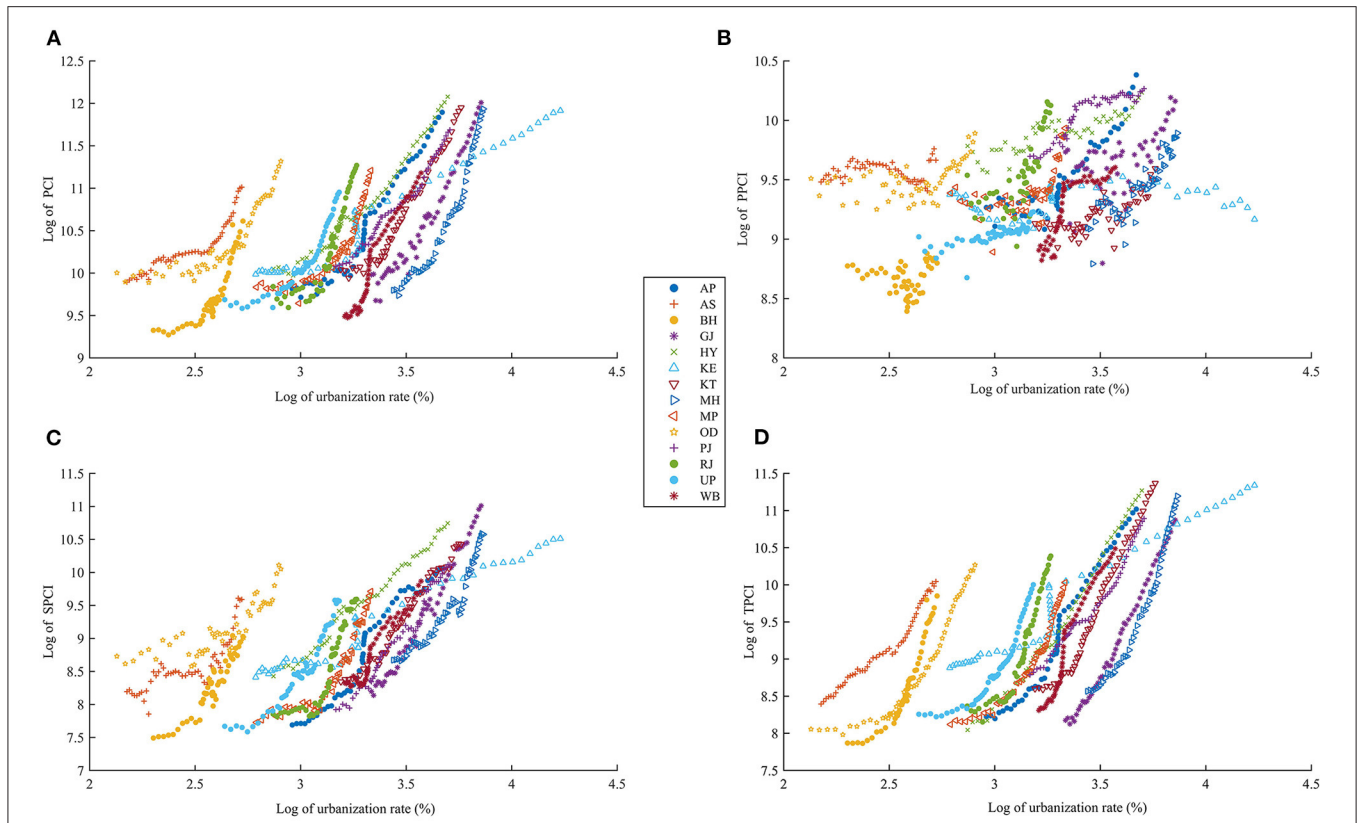 A
12.5
12
11.5
11
10.5
10
9.5
9
Log of PCI
2 2.5 3 3.5 4 4.5
Log of urbanization rate (%)
B
10.5
10
9.5
9
8.5
8
Log of PPCI
2 2.5 3 3.5 4 4.5
Log of urbanization rate (%)
AP
AS
BH
GJ
HY
KE
KT
MH
MP
OD
PJ
RJ
UP
WB
C
11.5
11
10.5
10
9.5
9
8.5
8
7.5
7
Log of SPCI
2 2.5 3 3.5 4 4.5
Log of urbanization rate (%)
D
11.5
11
10.5
10
9.5
9
8.5
8
7.5
Log of TPCI
2 2.5 3 3.5 4 4.5
Log of urbanization rate (%)